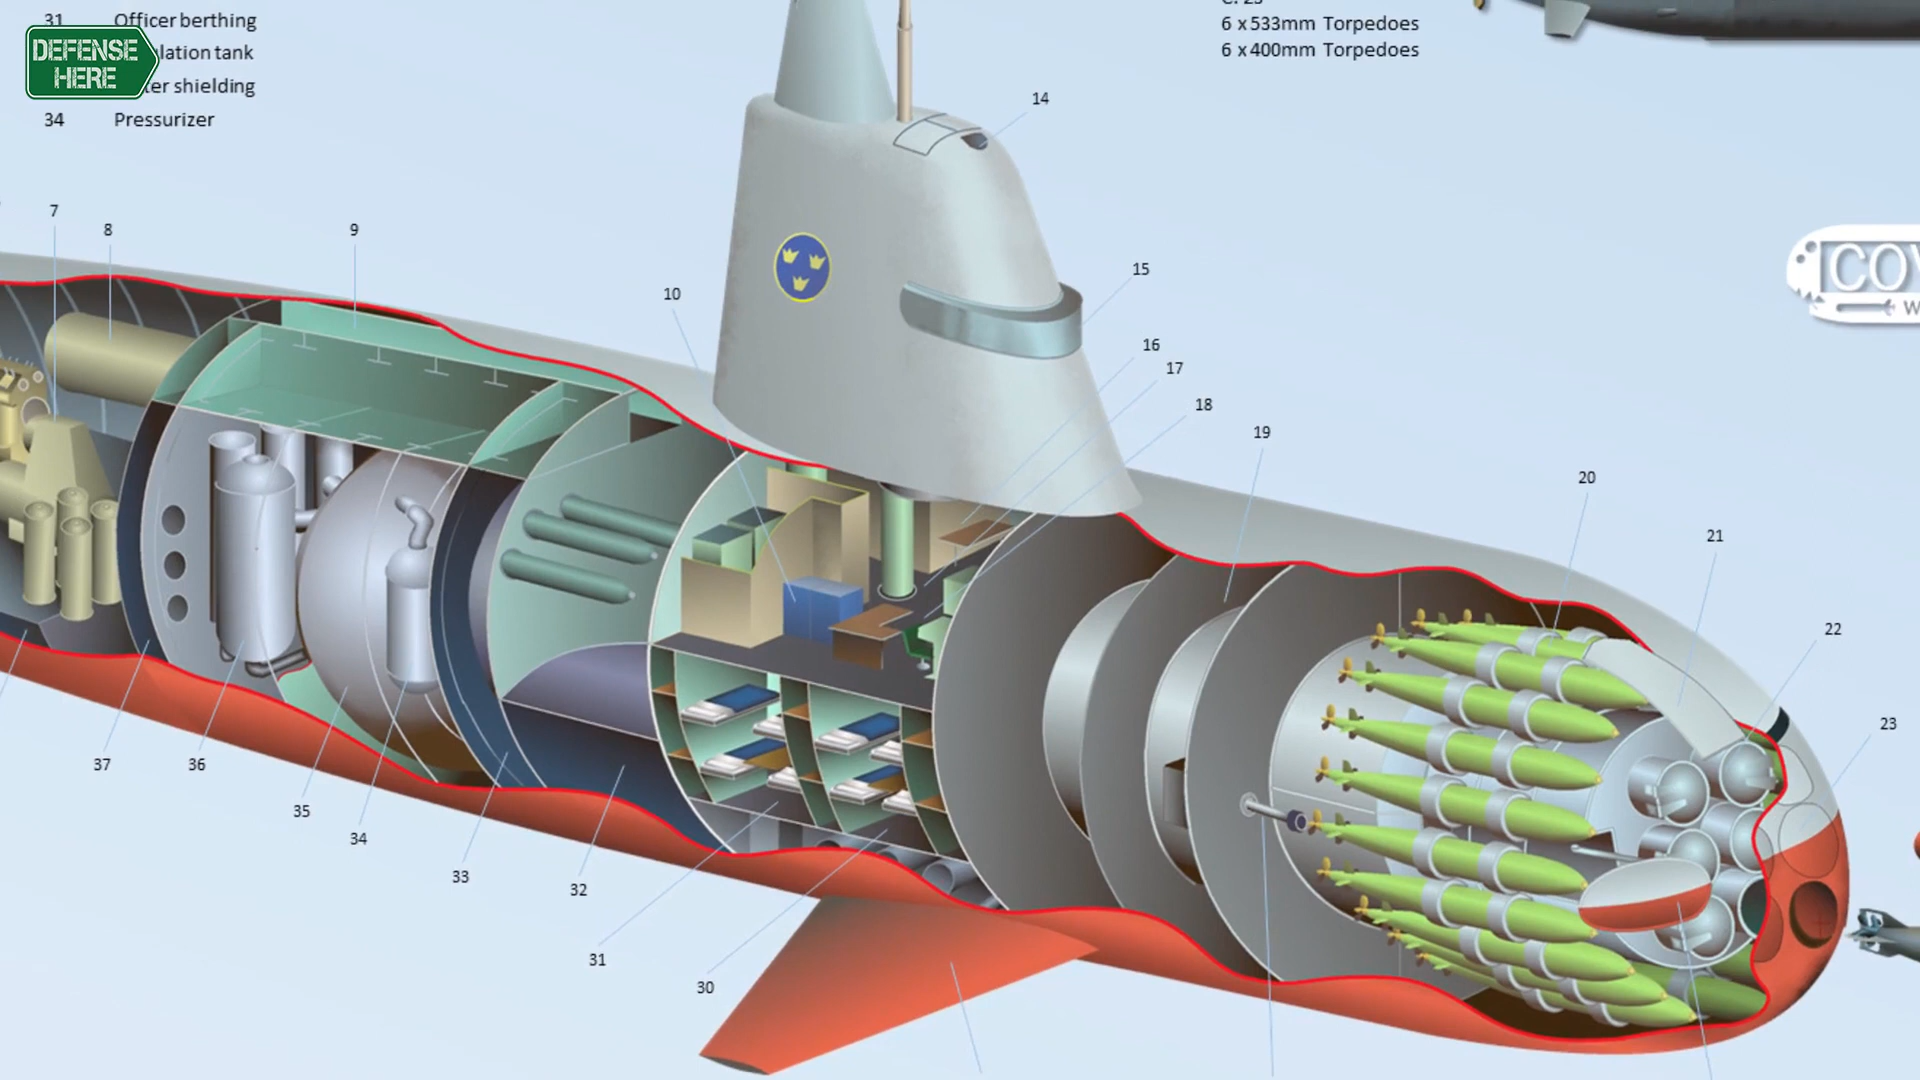 31 Officer berthing
DEFENSE
HERE
lation tank
er shielding
34 Pressurizer
6 x 533mm Torpedoes
6 x 400mm Torpedoes
14
7
8
9
10
15
16
17
18
19
20
21
22
23
37
36
35
34
33
32
31
30